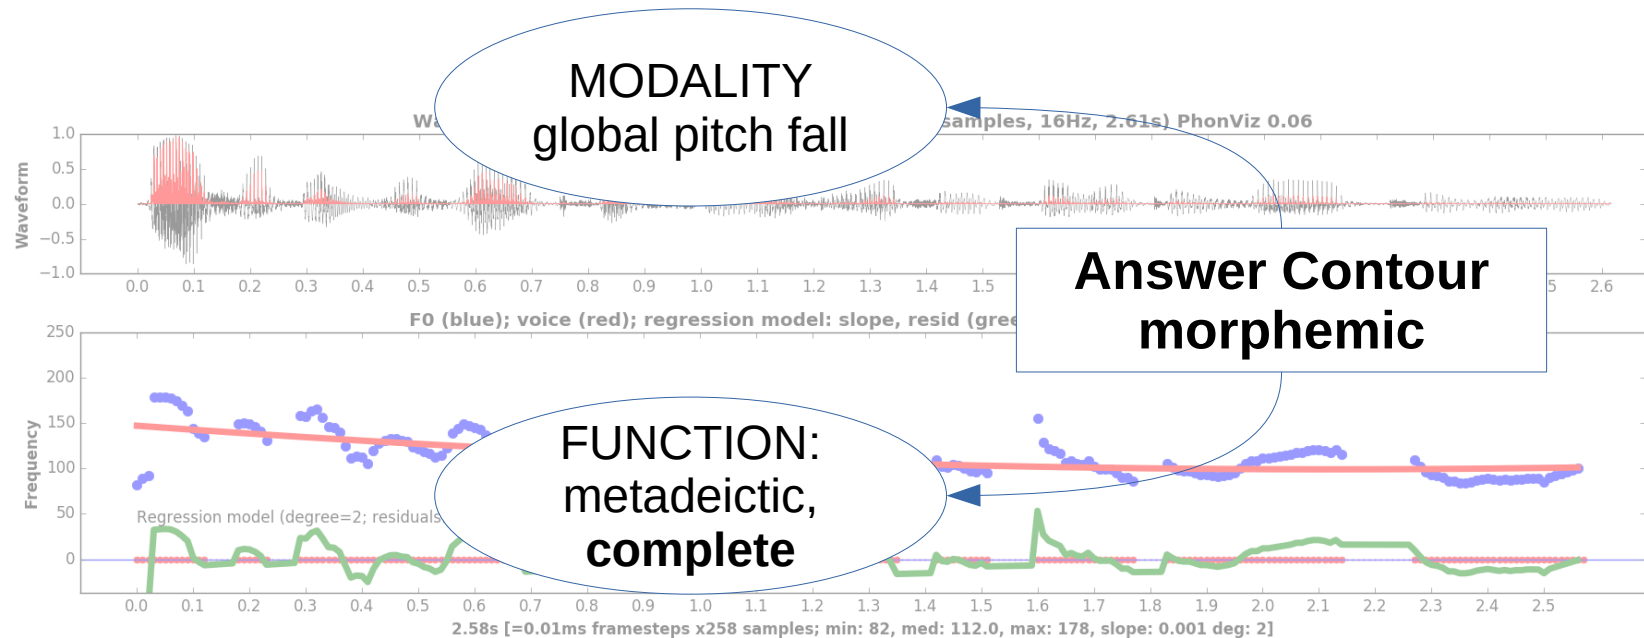 MODALITY
global pitch fall
samples, 16Hz, 2.61s) PhonViz 0.06
Waveform
1.0
0.5
0.0
−0.5
−1.0
0.0 0.1 0.2 0.3 0.4 0.5 0.6 0.7 0.8 0.9 1.0 1.1 1.2 1.3 1.4 1.5 5 2.6
Answer Contour
morphemic
F0 (blue); voice (red); regression model: slope, resid (gree
Frequency
250
200
150
100
50
0
FUNCTION:
metadeictic,
complete
Regression model (degree=2; residuals
0.0 0.1 0.2 0.3 0.4 0.5 0.6 0.7 0.8 0.9 1.0 1.1 1.2 1.3 1.4 1.5 1.6 1.7 1.8 1.9 2.0 2.1 2.2 2.3 2.4 2.5
2.58s [=0.01ms framesteps x258 samples; min: 82, med: 112.0, max: 178, slope: 0.001 deg: 2]